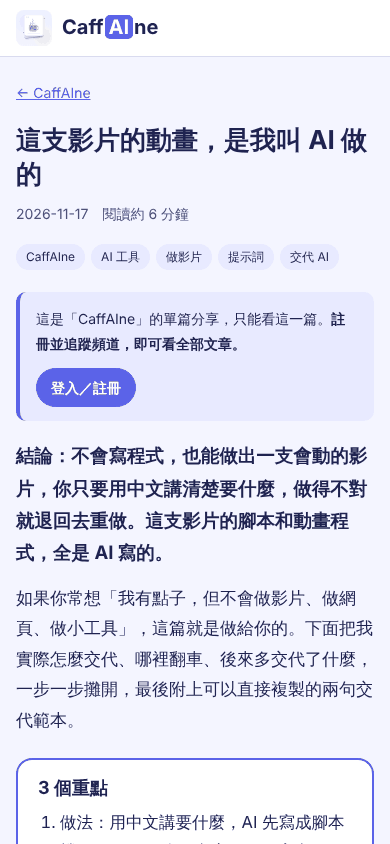 CaffAIne
← CaffAIne
這支影片的動畫，是我叫 AI 做
的
2026-11-17 閱讀約 6 分鐘
CaffAIne AI 工具 做影片 提示詞 交代 AI
這是「CaffAIne」的單篇分享，只能看這一篇。註
冊並追蹤頻道，即可看全部文章。
登入／註冊
結論：不會寫程式，也能做出一支會動的影
片，你只要用中文講清楚要什麼，做得不對
就退回去重做。這支影片的腳本和動畫程
式，全是 AI 寫的。
如果你常想「我有點子，但不會做影片、做網
頁、做小工具」，這篇就是做給你的。下面把我
實際怎麼交代、哪裡翻車、後來多交代了什麼，
一步一步攤開，最後附上可以直接複製的兩句交
代範本。
3 個重點
1. 做法：用中文講要什麼，AI 先寫成腳本